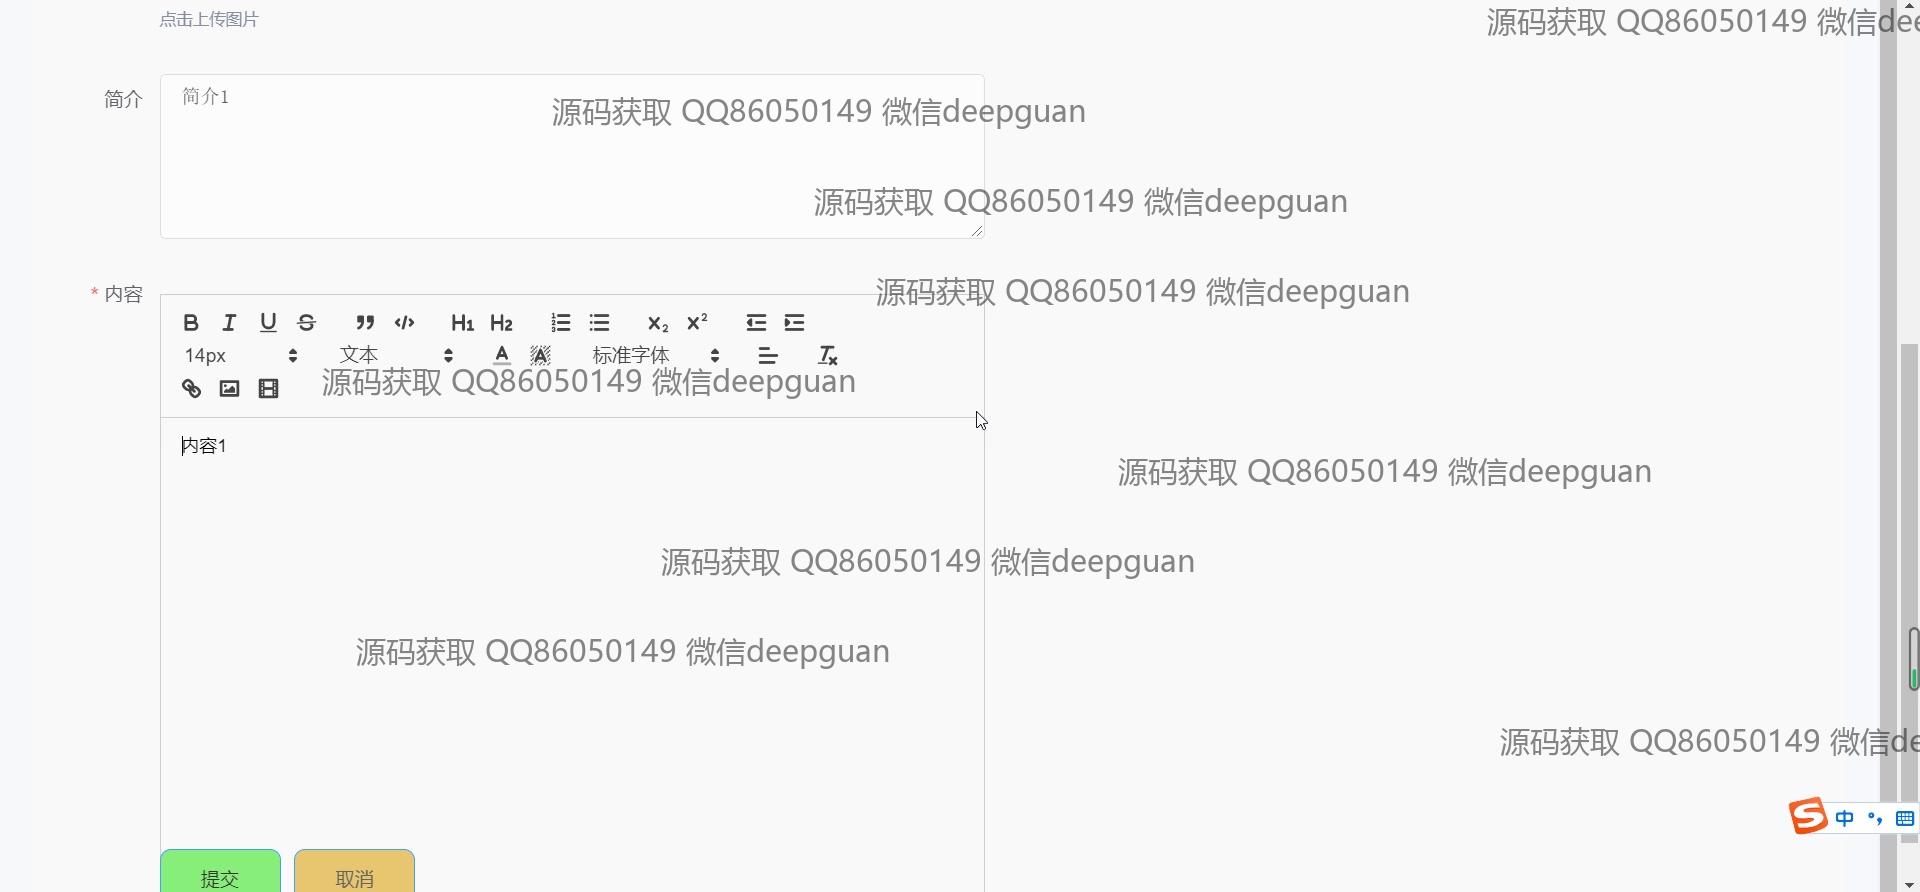 点击上传图片
源码获取 QQ86050149 微信dee
简介
简介1
源码获取 QQ86050149 微信deepguan
源码获取 QQ86050149 微信deepguan
* 内容
源码获取 QQ86050149 微信deepguan
B I U S ” </> H1 H2 X2 X2
14px 文本 A A 标准字体 Tx
源码获取 QQ86050149 微信deepguan
内容1
源码获取 QQ86050149 微信deepguan
源码获取 QQ86050149 微信deepguan
源码获取 QQ86050149 微信deepguan
源码获取 QQ86050149 微信de
S 中 °,
提交 取消